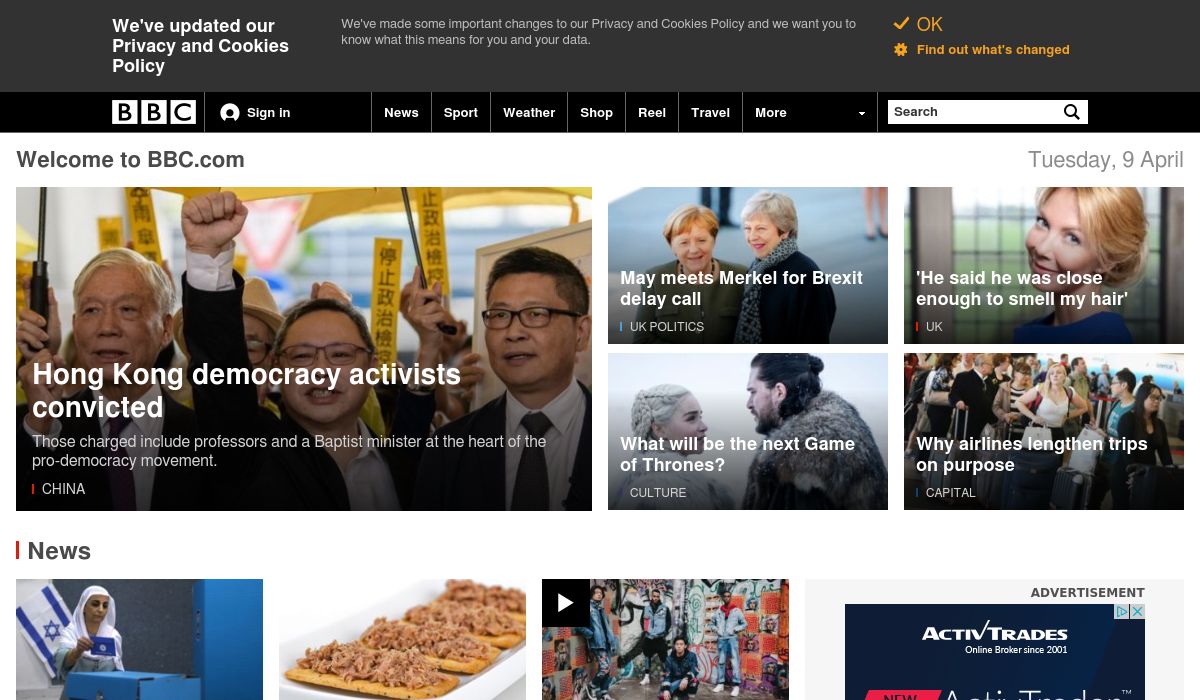 We've updated our
Privacy and Cookies
Policy
We've made some important changes to our Privacy and Cookies Policy and we want you to
know what this means for you and your data.
OK
Find out what's changed
BBC
Sign in
News
Sport
Weather
Shop
Reel
Travel
More
Search
Welcome to BBC.com
Tuesday, 9 April
停止政治檢控
Hong Kong democracy activists
convicted
Those charged include professors and a Baptist minister at the heart of the
pro-democracy movement.
CHINA
May meets Merkel for Brexit
delay call
UK POLITICS
'He said he was close
enough to smell my hair'
UK
What will be the next Game
of Thrones?
CULTURE
Why airlines lengthen trips
on purpose
CAPITAL
News
ADVERTISEMENT
ACTIVTRADES
Online Broker since 2001
NEW
ActivTrader™